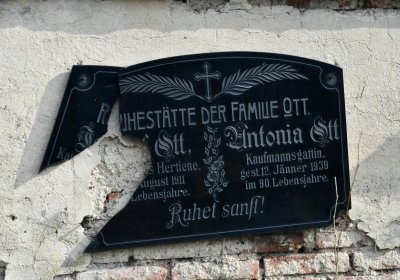 RUHESTÄTTE DER FAMILIE OTT.
Ott,
Antonia Ott
Kaufmannsgattin,
gest. 12. Jänner 1939
im 90. Lebensjahre.
s Hertiene,
August 1911
Lebensjahre.
Ruhet sanft!